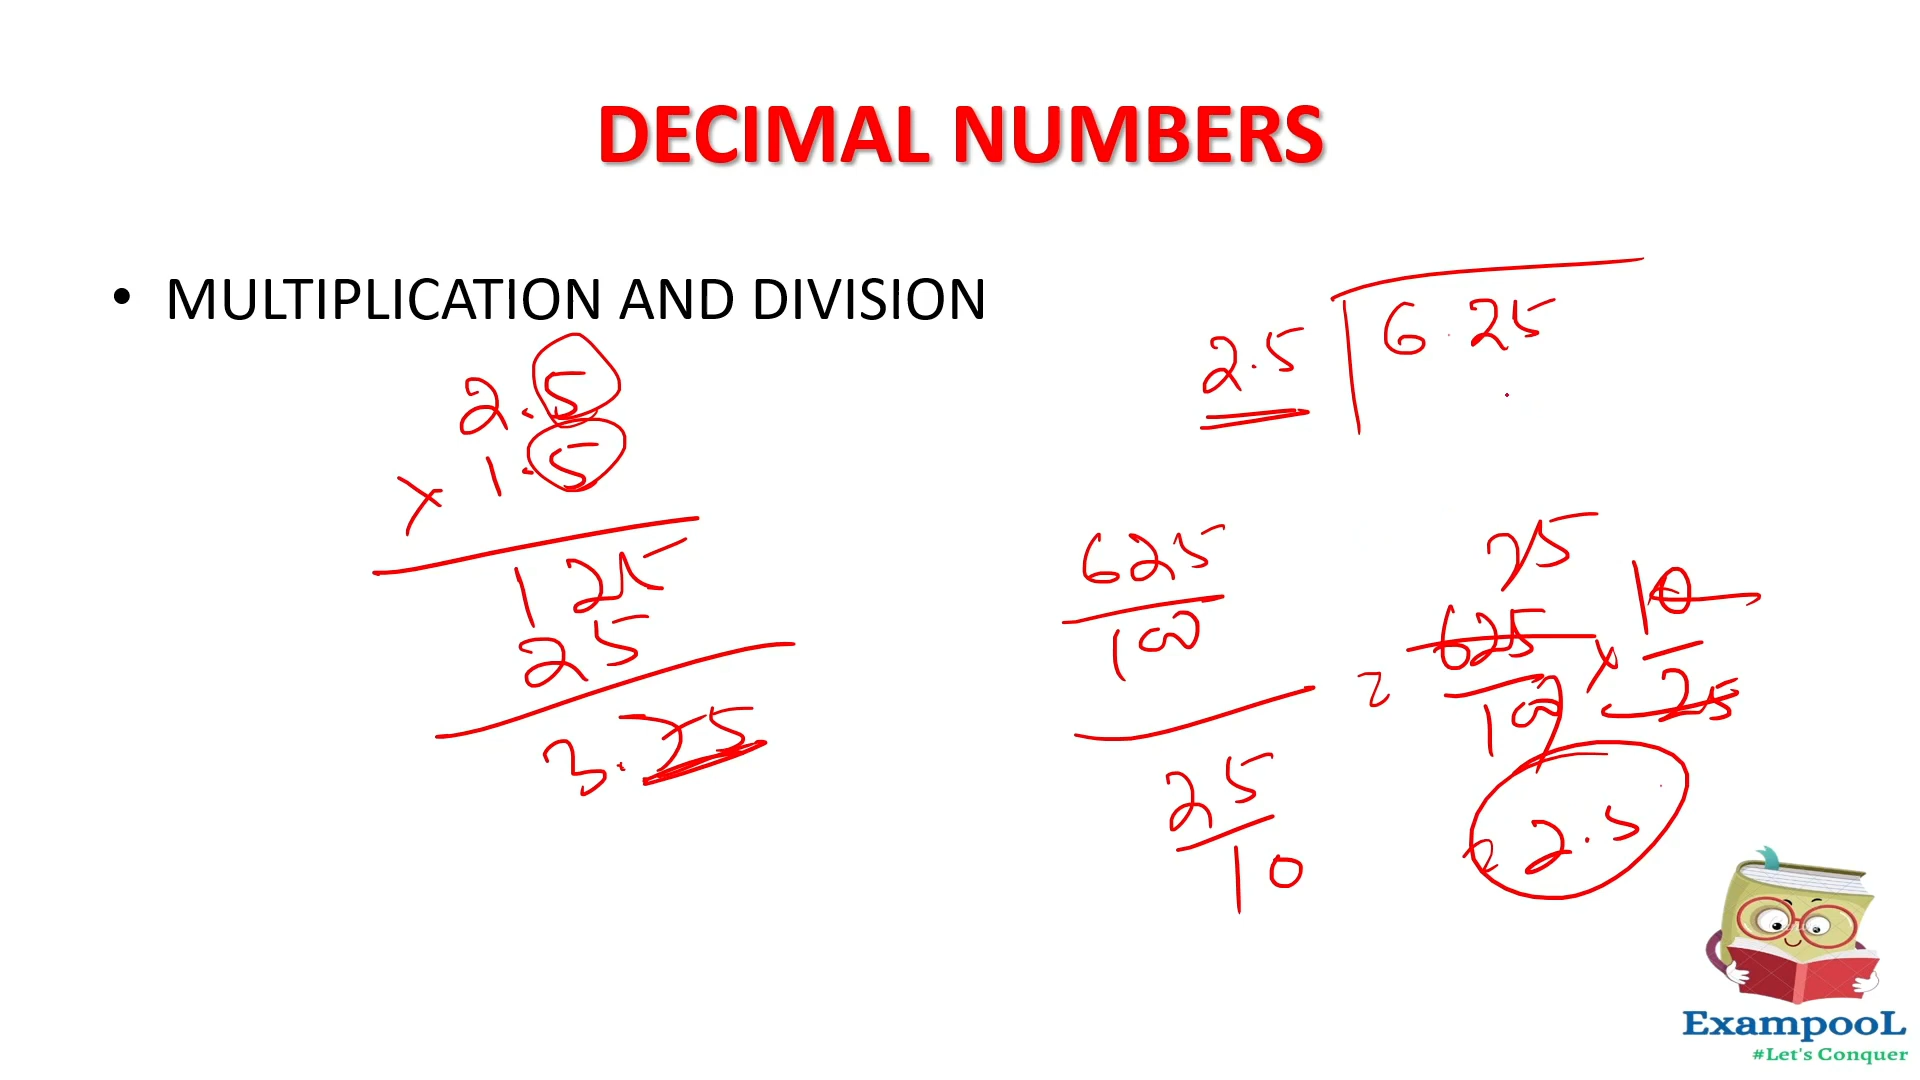 DECIMAL NUMBERS
• MULTIPLICATION AND DIVISION
2.5
× 1.5
125
25
3.75
2.5 6.25
625
100
25
10
=
25
625 × 10
100 25
= 2.5
ExampooL
#Let's Conquer